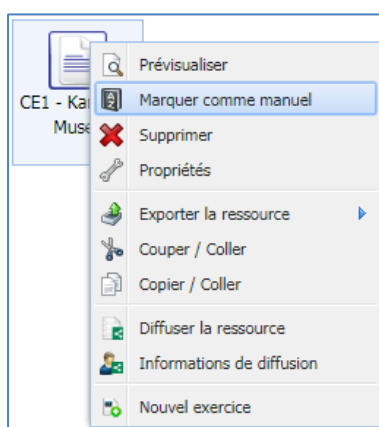 Prévisualiser
CE1 - Ka
Marquer comme manuel
Supprimer
Propriétés
Exporter la ressource
Couper / Coller
Copier / Coller
Diffuser la ressource
Informations de diffusion
Nouvel exercice